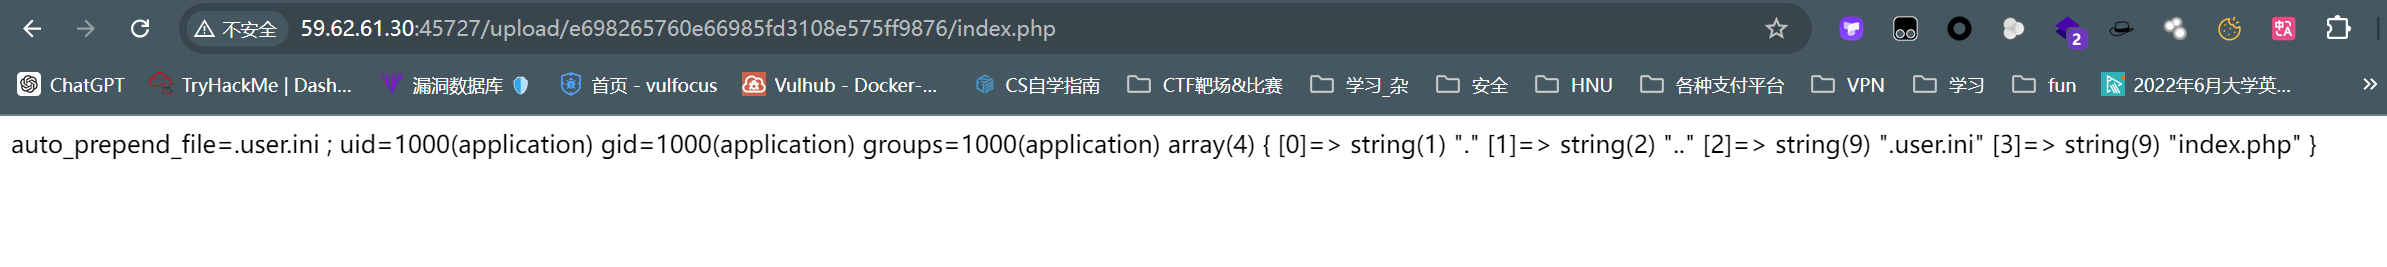 不安全 59.62.61.30:45727/upload/e698265760e66985fd3108e575ff9876/index.php 2
ChatGPT TryHackMe | Dash... 漏洞数据库 首页 - vulfocus Vulhub - Docker-... CS自学指南 CTF靶场&比赛 学习_杂 安全 HNU 各种支付平台 VPN 学习 fun 2022年6月大学英... »
auto_prepend_file=.user.ini ; uid=1000(application) gid=1000(application) groups=1000(application) array(4) { [0]=> string(1) "." [1]=> string(2) ".." [2]=> string(9) ".user.ini" [3]=> string(9) "index.php" }